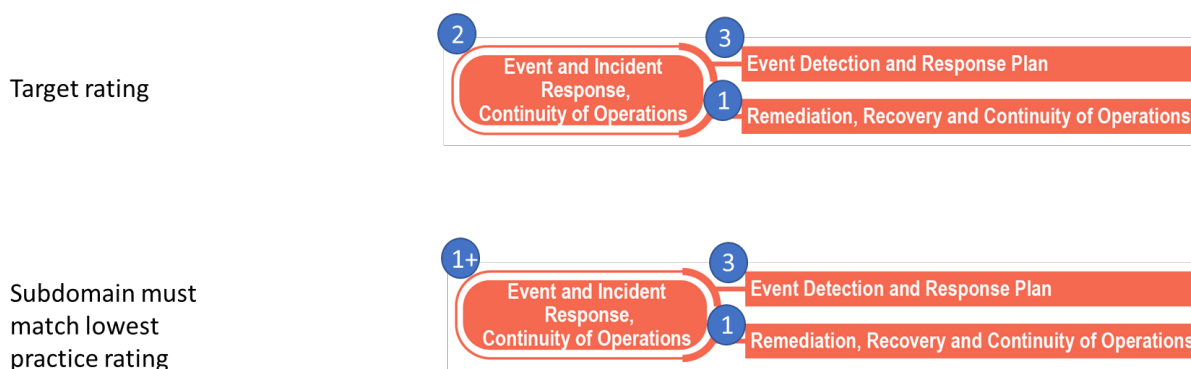 Target rating
2
Event and Incident
Response,
Continuity of Operations
3
Event Detection and Response Plan
1
Remediation, Recovery and Continuity of Operations
Subdomain must
match lowest
practice rating
1+
Event and Incident
Response,
Continuity of Operations
3
Event Detection and Response Plan
1
Remediation, Recovery and Continuity of Operations